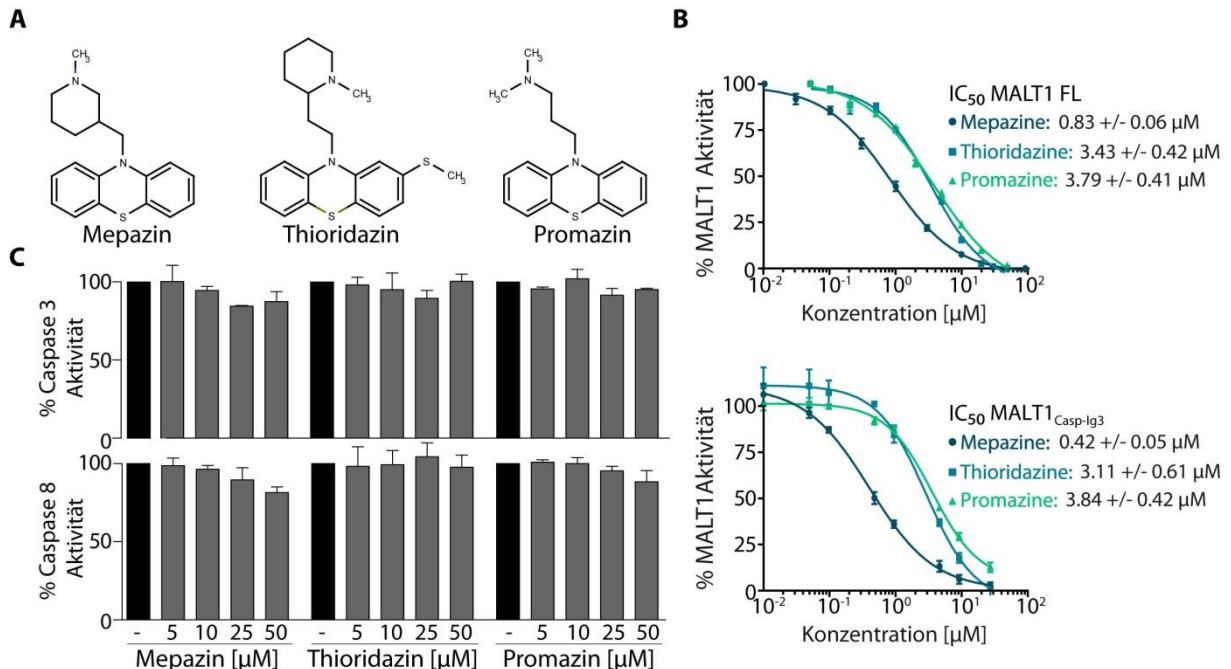 A
CH₃
N
N
S
Mepazin
N
CH₃
N
S
S
CH₃
Thioridazin
CH₃
N
H₃C
N
S
Promazin
B
% MALT1 Aktivität
100
75
50
25
0
10⁻² 10⁻¹ 10⁰ 10¹ 10²
Konzentration [µM]
IC₅₀ MALT1 FL
Mepazine: 0.83 +/- 0.06 µM
Thioridazine: 3.43 +/- 0.42 µM
Promazine: 3.79 +/- 0.41 µM
% MALT1Aktivität
100
75
50
25
0
10⁻² 10⁻¹ 10⁰ 10¹ 10²
Konzentration [µM]
IC₅₀ MALT1Casp-Ig3
Mepazine: 0.42 +/- 0.05 µM
Thioridazine: 3.11 +/- 0.61 µM
Promazine: 3.84 +/- 0.42 µM
C
% Caspase 3
Aktivität
100
50
0
% Caspase 8
Aktivität
100
50
0
- 5 10 25 50 - 5 10 25 50 - 5 10 25 50
Mepazin [µM] Thioridazin [µM] Promazin [µM]